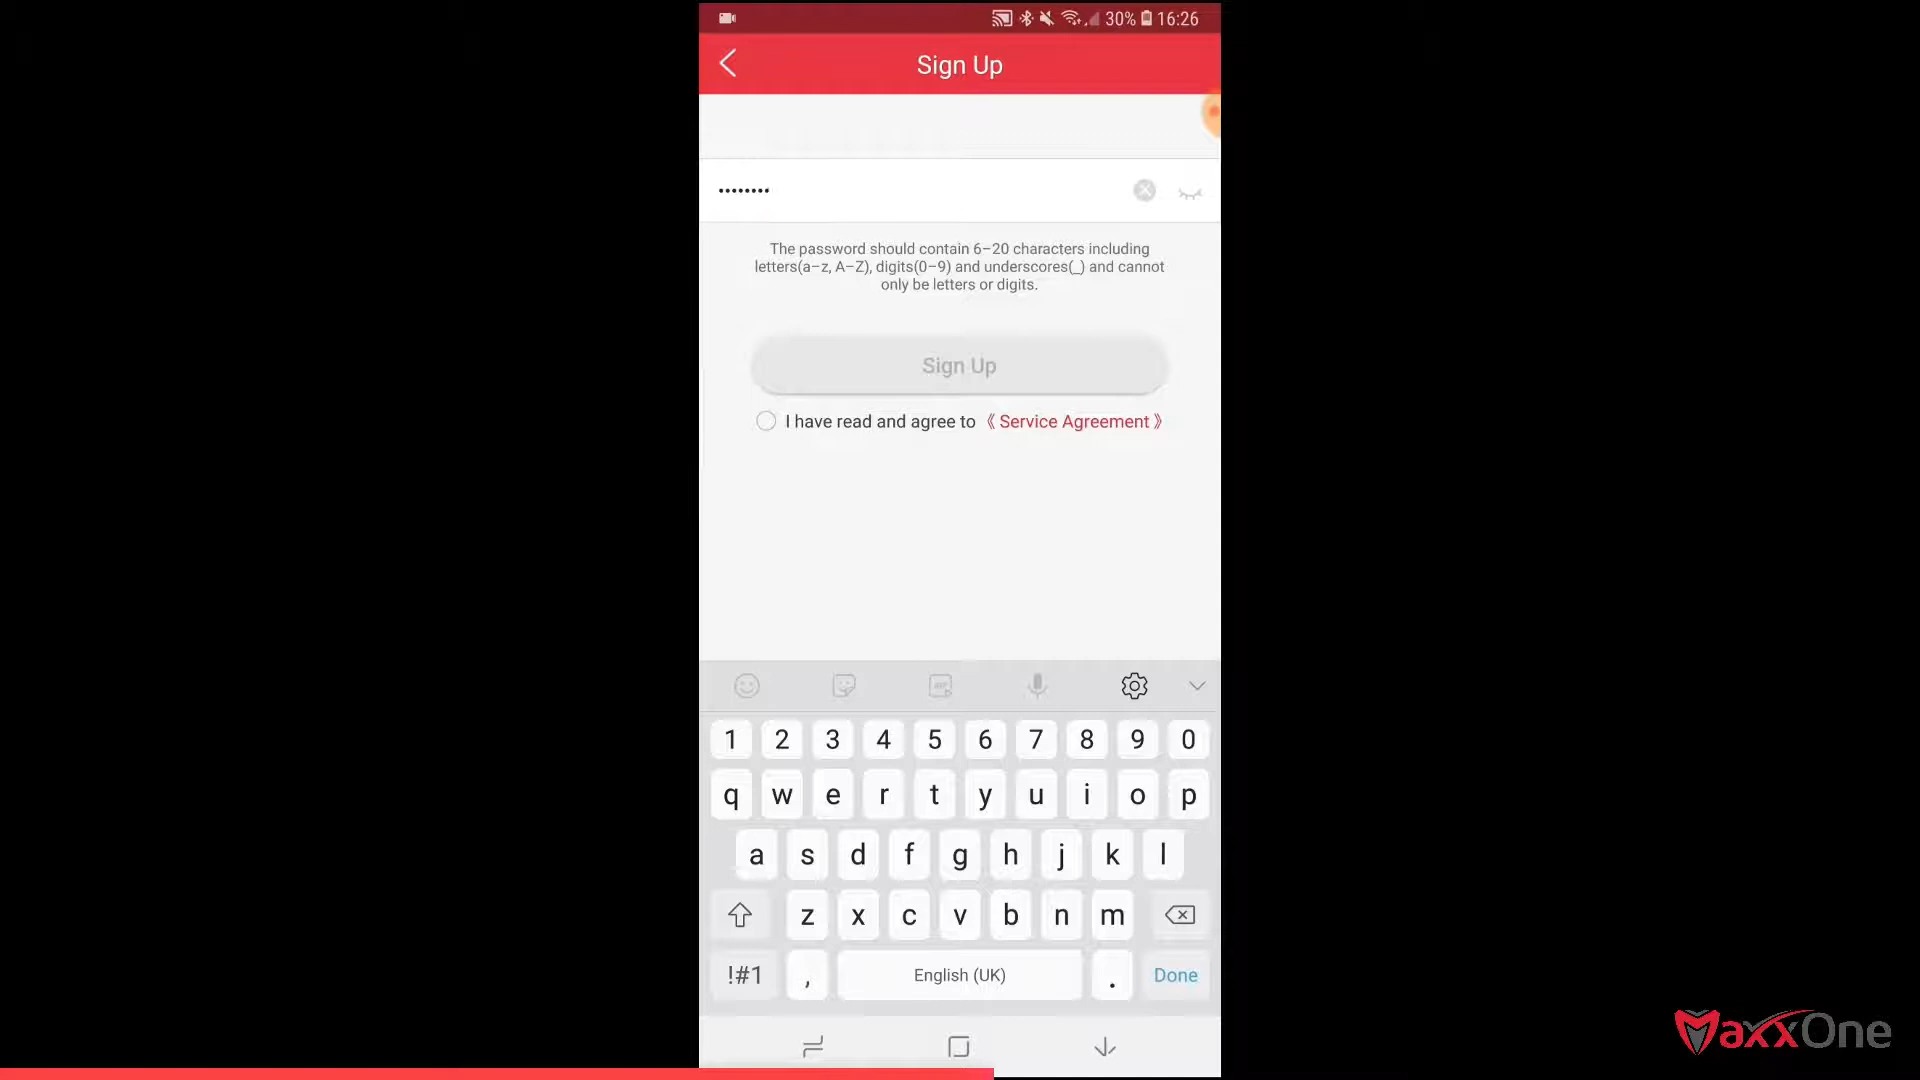 30% 16:26
Sign Up
••••••••
The password should contain 6–20 characters including
letters(a–z, A–Z), digits(0–9) and underscores(_) and cannot
only be letters or digits.
Sign Up
I have read and agree to 《 Service Agreement 》
1 2 3 4 5 6 7 8 9 0
q w e r t y u i o p
a s d f g h j k l
z x c v b n m
!#1 , English (UK) . Done
MaxxOne